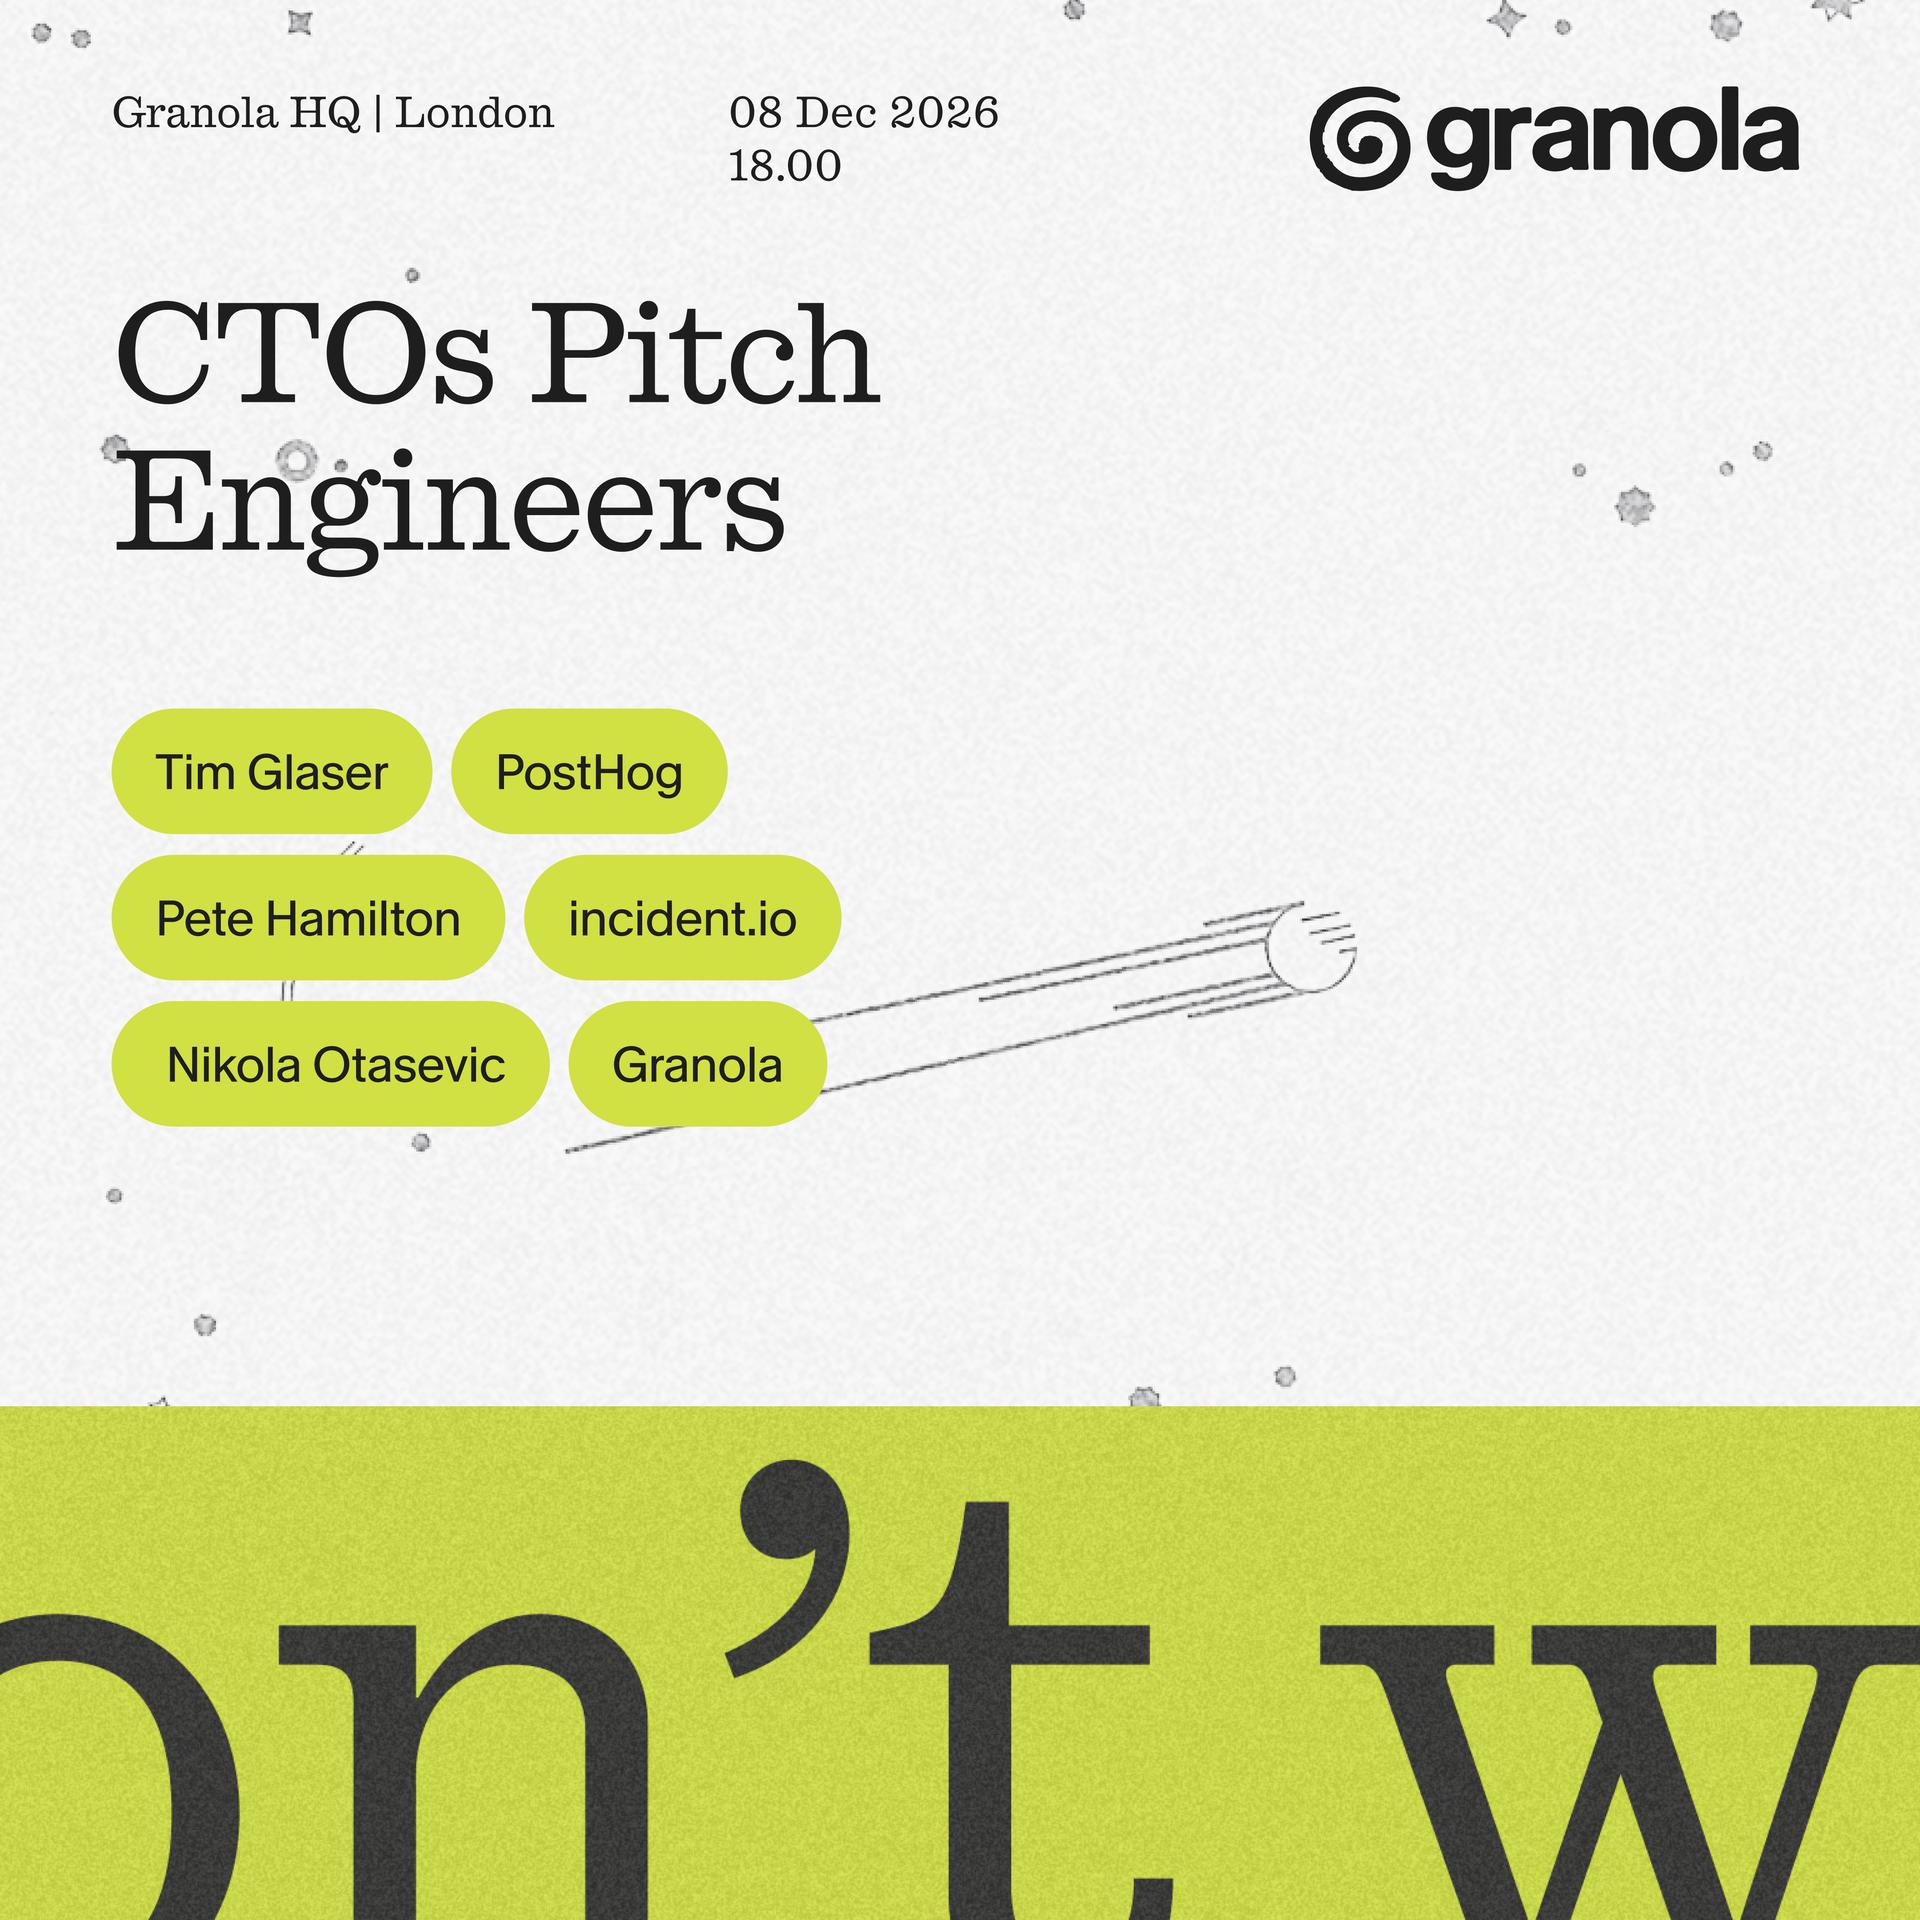 Granola HQ | London
08 Dec 2026
18.00
granola
CTOs Pitch
Engineers
Tim Glaser
PostHog
Pete Hamilton
incident.io
Nikola Otasevic
Granola
on’t w